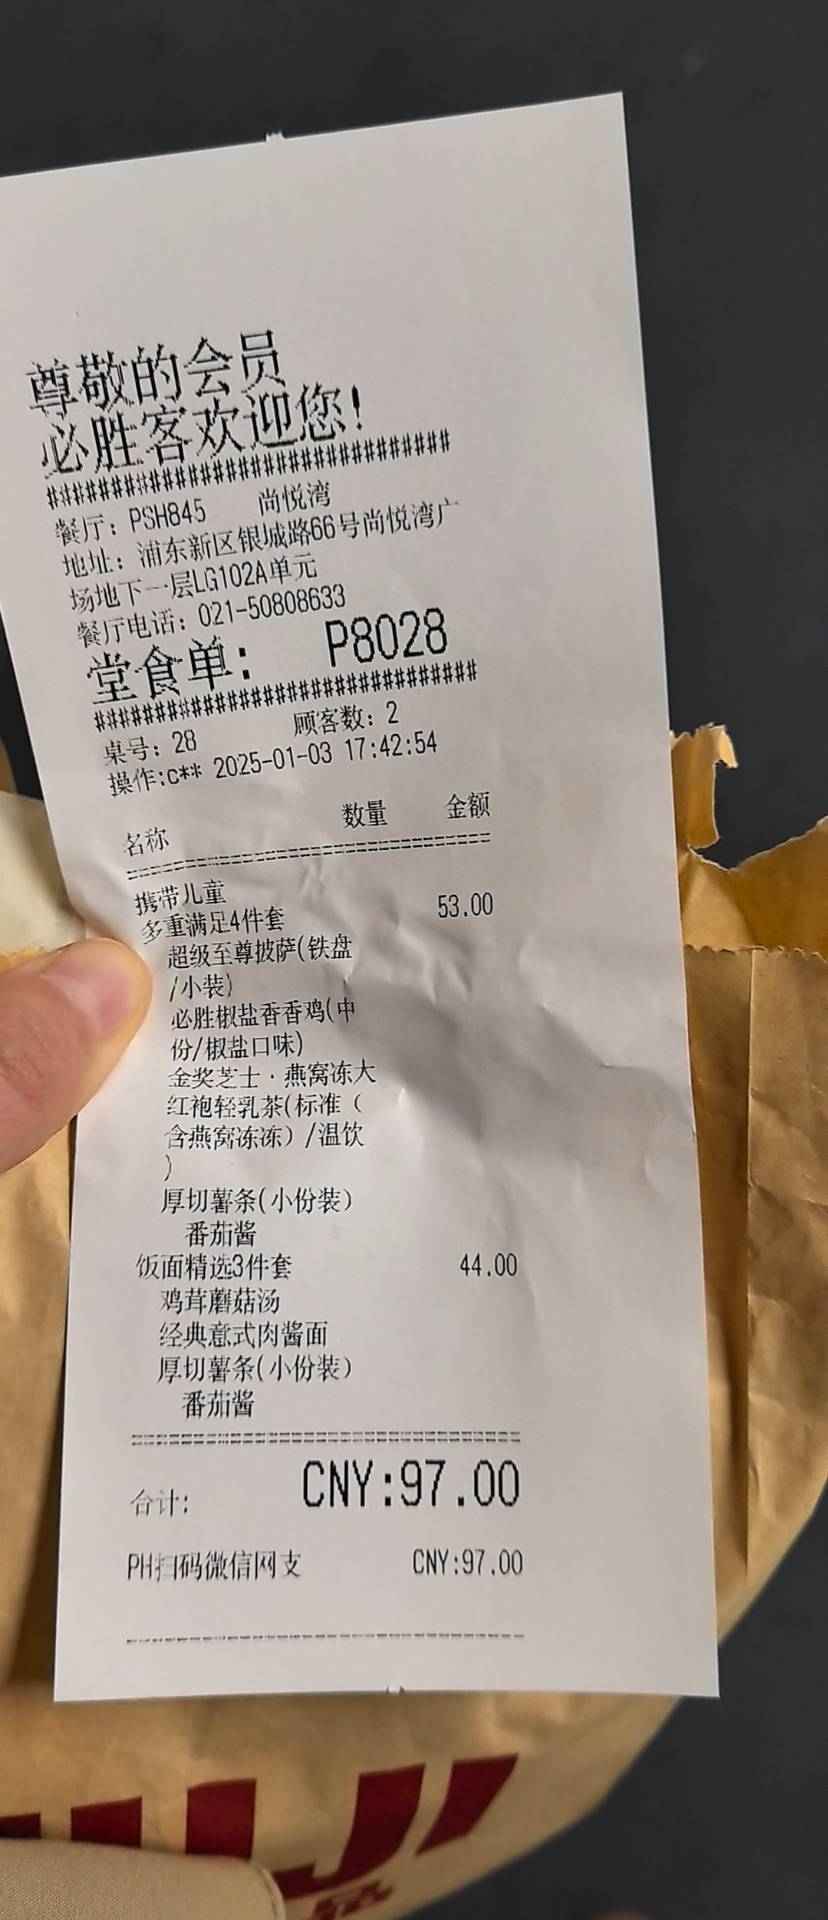 尊敬的会员
必胜客欢迎您!
##############################
餐厅: PSH845 尚悦湾
地址: 浦东新区银城路66号尚悦湾广
场地下一层LG102A单元
餐厅电话: 021-50808633
堂食单: P8028
##############################
桌号: 28 顾客数: 2
操作:c** 2025-01-03 17:42:54
名称 数量 金额
携带儿童
多重满足4件套 53.00
超级至尊披萨(铁盘
/小装)
必胜椒盐香香鸡(中
份/椒盐口味)
金奖芝士·燕窝冻大
红袍轻乳茶(标准(
含燕窝冻冻)/温饮
)
厚切薯条(小份装)
番茄酱
饭面精选3件套 44.00
鸡茸蘑菇汤
经典意式肉酱面
厚切薯条(小份装)
番茄酱
合计: CNY:97.00
PH扫码微信网支 CNY:97.00